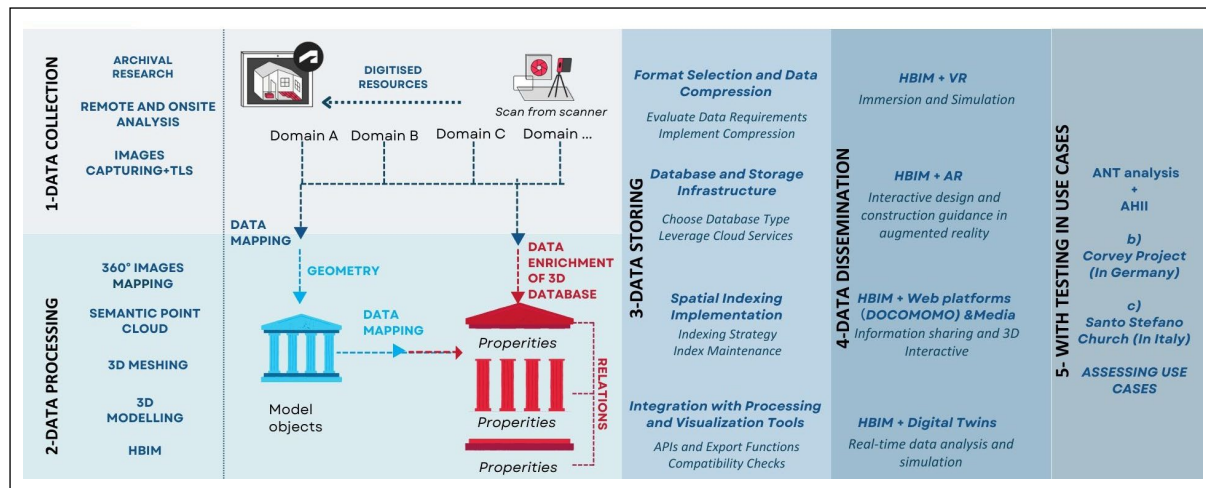 1-DATA COLLECTION
ARCHIVAL
RESEARCH
REMOTE AND ONSITE
ANALYSIS
IMAGES
CAPTURING+TLS
DIGITISED
RESOURCES
Scan from scanner
Domain A
Domain B
Domain C
Domain ...
DATA
MAPPING
2-DATA PROCESSING
360° IMAGES
MAPPING
SEMANTIC POINT
CLOUD
3D MESHING
3D
MODELLING
HBIM
GEOMETRY
DATA
MAPPING
Model
objects
DATA
ENRICHMENT
OF 3D
DATABASE
Properities
Properities
Properities
RELATIONS
3-DATA STORING
Format Selection and Data
Compression
Evaluate Data Requirements
Implement Compression
Database and Storage
Infrastructure
Choose Database Type
Leverage Cloud Services
Spatial Indexing
Implementation
Indexing Strategy
Index Maintenance
Integration with Processing
and Visualization Tools
APIs and Export Functions
Compatibility Checks
4-DATA DISSEMINATION
HBIM + VR
Immersion and Simulation
HBIM + AR
Interactive design and
construction guidance in
augmented reality
HBIM + Web platforms
（DOCOMOMO) &Media
Information sharing and 3D
Interactive
HBIM + Digital Twins
Real-time data analysis and
simulation
5- WITH TESTING IN USE CASES
ANT analysis
+
AHII
b)
Corvey Project
(In Germany)
c)
Santo Stefano
Church (In Italy)
ASSESSING USE
CASES